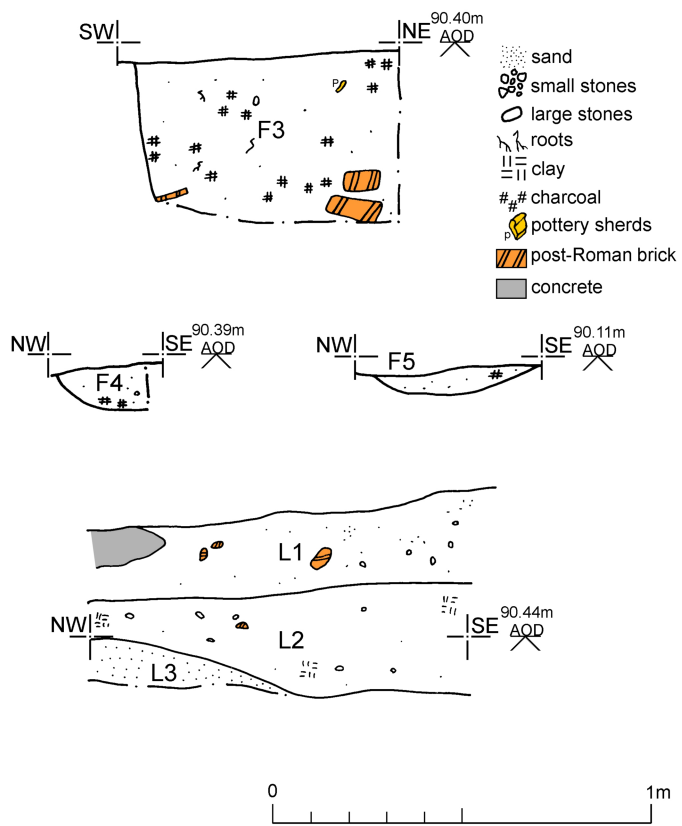 SW NE 90.40m
AOD
F3
P
sand
small stones
large stones
roots
clay
charcoal
pottery sherds
P
post-Roman brick
concrete
NW SE 90.39m
AOD
F4
NW SE 90.11m
AOD
F5
L1
NW SE 90.44m
AOD
L2
L3
0 1m